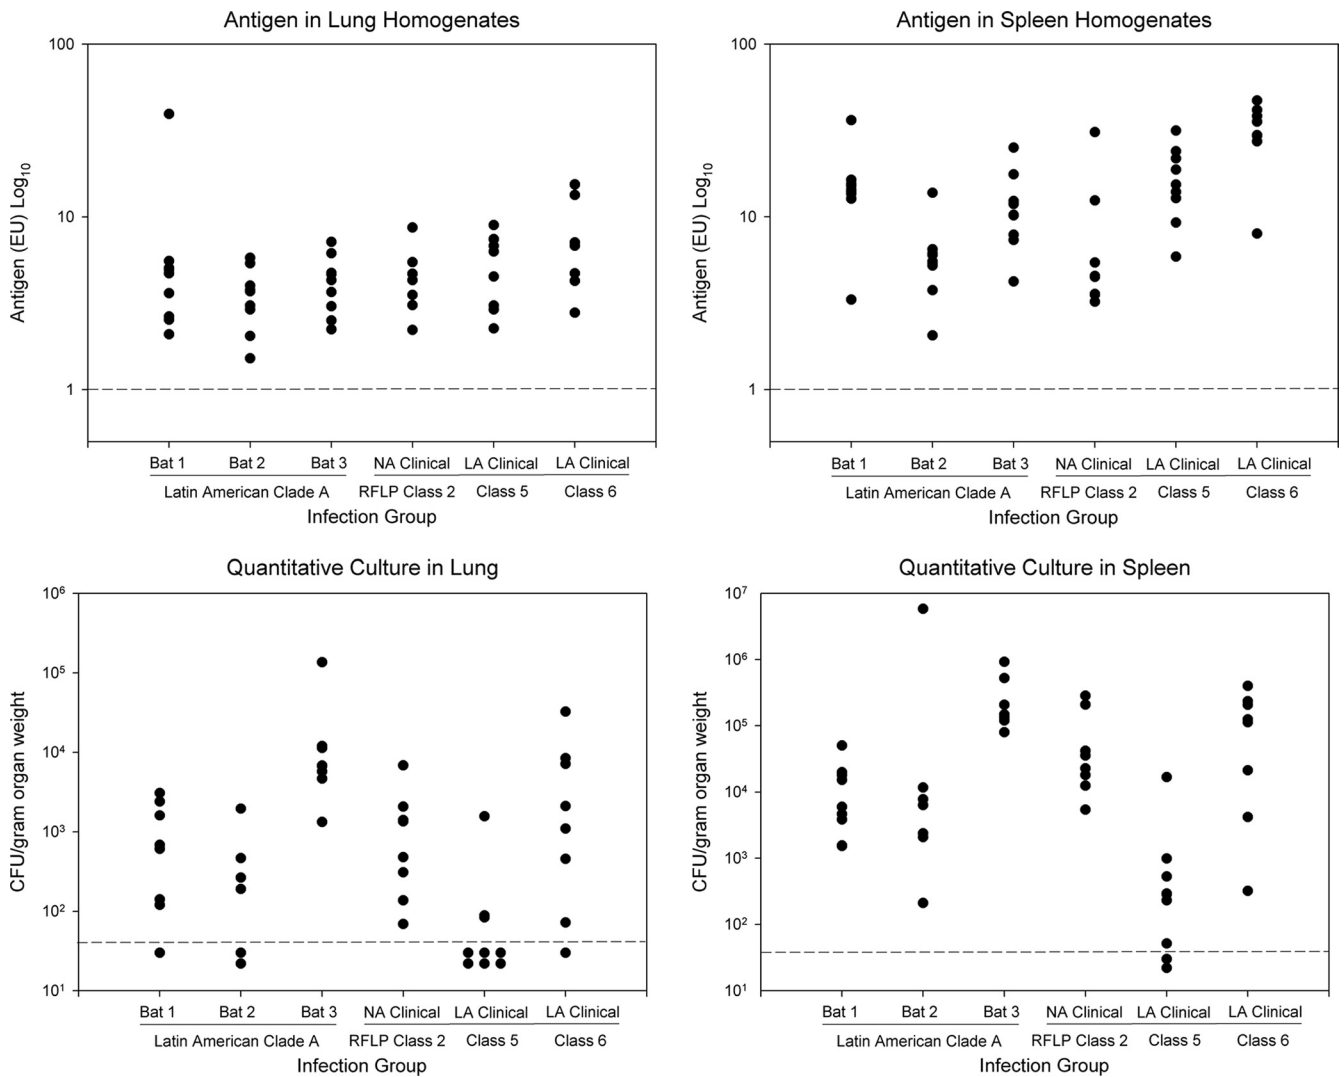 Antigen in Lung Homogenates
100
10
1
Antigen (EU) Log10
Bat 1 Bat 2 Bat 3 NA Clinical LA Clinical LA Clinical
Latin American Clade A RFLP Class 2 Class 5 Class 6
Infection Group
Antigen in Spleen Homogenates
100
10
1
Antigen (EU) Log10
Bat 1 Bat 2 Bat 3 NA Clinical LA Clinical LA Clinical
Latin American Clade A RFLP Class 2 Class 5 Class 6
Infection Group
Quantitative Culture in Lung
10^6
10^5
10^4
10^3
10^2
10^1
CFU/gram organ weight
Bat 1 Bat 2 Bat 3 NA Clinical LA Clinical LA Clinical
Latin American Clade A RFLP Class 2 Class 5 Class 6
Infection Group
Quantitative Culture in Spleen
10^7
10^6
10^5
10^4
10^3
10^2
10^1
CFU/gram organ weight
Bat 1 Bat 2 Bat 3 NA Clinical LA Clinical LA Clinical
Latin American Clade A RFLP Class 2 Class 5 Class 6
Infection Group